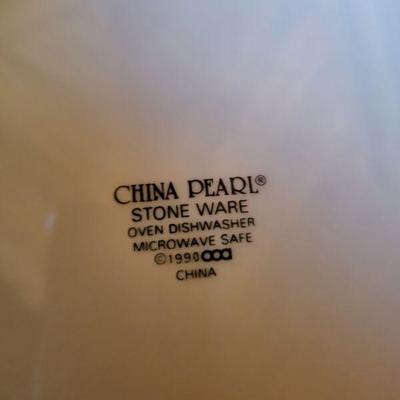 CHINA PEARL®
STONE WARE
OVEN DISHWASHER
MICROWAVE SAFE
©1990
CHINA